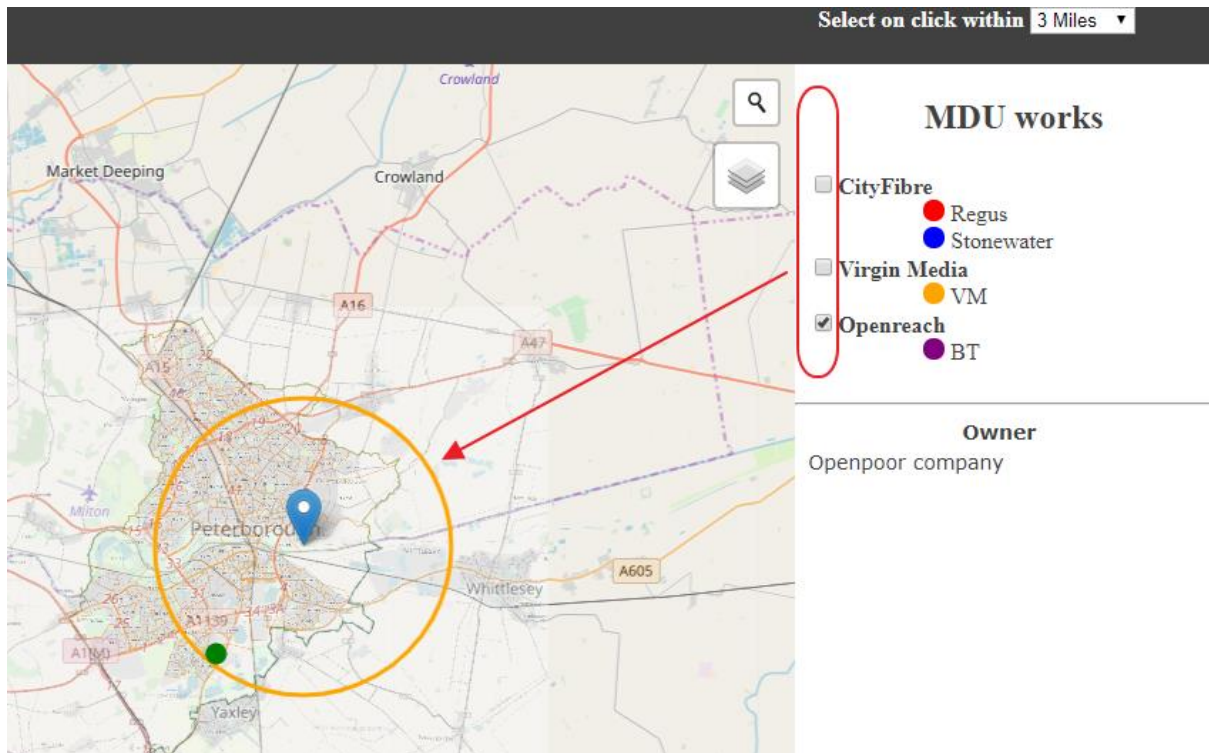 Select on click within 3 Miles
Crowland
Market Deeping
Crowland
A16
A47
A15
Milton
Peterborough
A605
Whittlesey
A1139
A1(M)
Yaxley
MDU works
CityFibre
Regus
Stonewater
Virgin Media
VM
Openreach
BT
Owner
Openpoor company